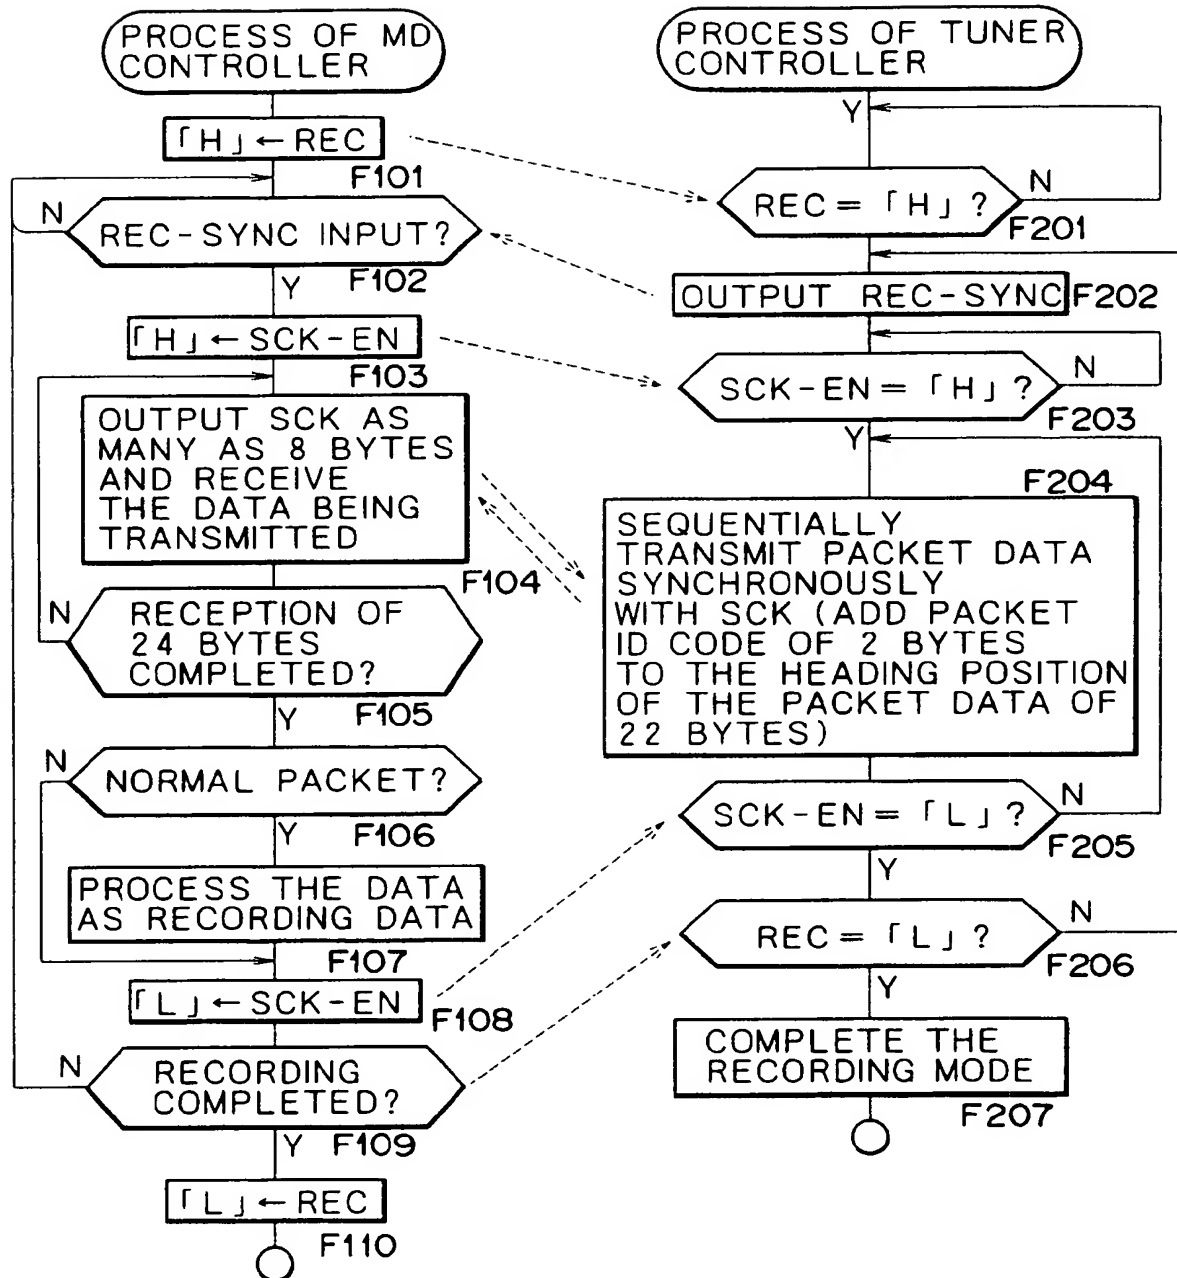 PROCESS OF MD
CONTROLLER
「H」←REC
F101
N
REC-SYNC INPUT?
F102
Y
「H」←SCK-EN
F103
OUTPUT SCK AS
MANY AS 8 BYTES
AND RECEIVE
THE DATA BEING
TRANSMITTED
F104
N
RECEPTION OF
24 BYTES
COMPLETED?
F105
Y
N
NORMAL PACKET?
F106
Y
PROCESS THE DATA
AS RECORDING DATA
F107
「L」←SCK-EN
F108
N
RECORDING
COMPLETED?
Y
F109
「L」←REC
F110
PROCESS OF TUNER
CONTROLLER
Y
REC=「H」?
N
F201
OUTPUT REC-SYNC
F202
SCK-EN=「H」?
N
F203
Y
F204
SEQUENTIALLY
TRANSMIT PACKET DATA
SYNCHRONOUSLY
WITH SCK (ADD PACKET
ID CODE OF 2 BYTES
TO THE HEADING POSITION
OF THE PACKET DATA OF
22 BYTES)
SCK-EN=「L」?
N
F205
Y
REC=「L」?
N
F206
Y
COMPLETE THE
RECORDING MODE
F207